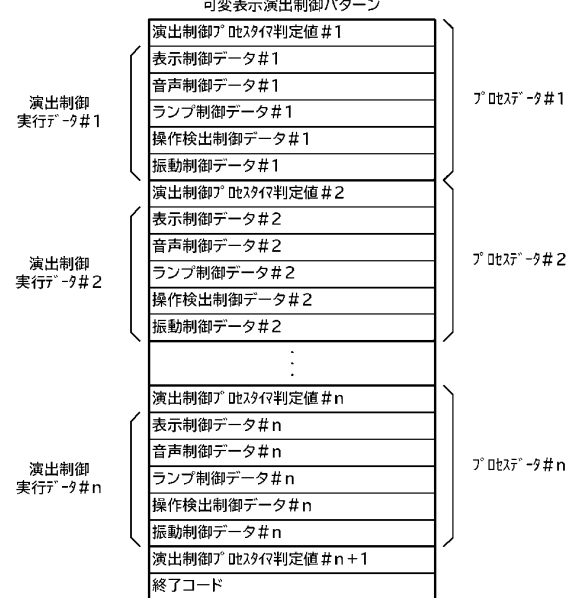 可変表示演出制御パターン
演出制御ﾌﾟﾛｾｽﾀｲﾏ判定値#1
表示制御データ#1
音声制御データ#1
ランプ制御データ#1
操作検出制御データ#1
振動制御データ#1
演出制御
実行ﾃﾞｰﾀ#1
ﾌﾟﾛｾｽﾃﾞｰﾀ#1
演出制御ﾌﾟﾛｾｽﾀｲﾏ判定値#2
表示制御データ#2
音声制御データ#2
ランプ制御データ#2
操作検出制御データ#2
振動制御データ#2
演出制御
実行ﾃﾞｰﾀ#2
ﾌﾟﾛｾｽﾃﾞｰﾀ#2
演出制御ﾌﾟﾛｾｽﾀｲﾏ判定値#n
表示制御データ#n
音声制御データ#n
ランプ制御データ#n
操作検出制御データ#n
振動制御データ#n
演出制御
実行ﾃﾞｰﾀ#n
ﾌﾟﾛｾｽﾃﾞｰﾀ#n
演出制御ﾌﾟﾛｾｽﾀｲﾏ判定値#n+1
終了コード